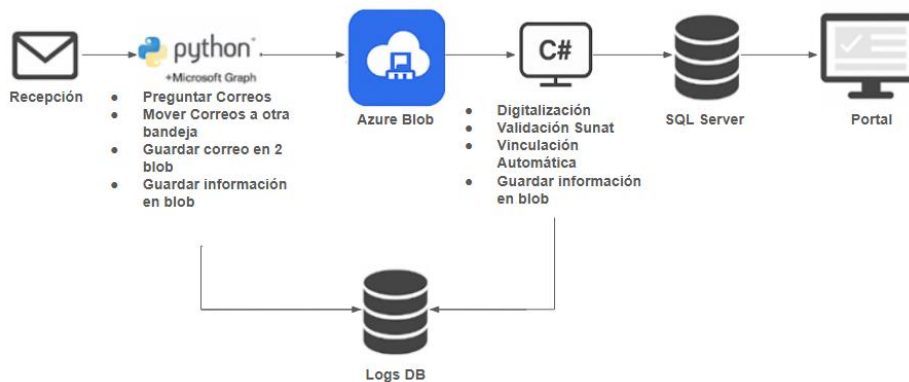 Recepción
python
+Microsoft Graph
● Preguntar Correos
● Mover Correos a otra
bandeja
● Guardar correo en 2
blob
● Guardar información
en blob
Azure Blob
C#
● Digitalización
● Validación Sunat
● Vinculación
Automática
● Guardar información
en blob
SQL Server
Portal
Logs DB